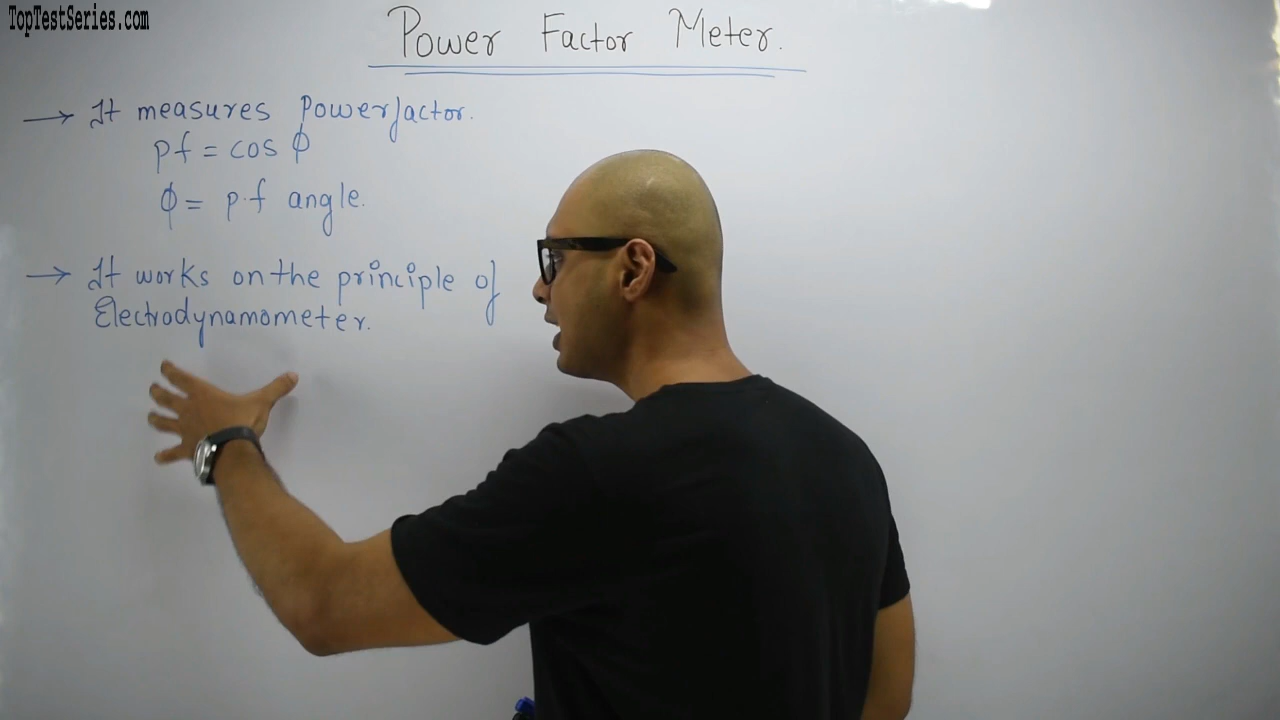 TopTestSeries.com
Power Factor Meter.
→ It measures Powerfactor.
pf = cos ϕ
ϕ = p.f angle.
→ It works on the principle of
Electrodynamometer.